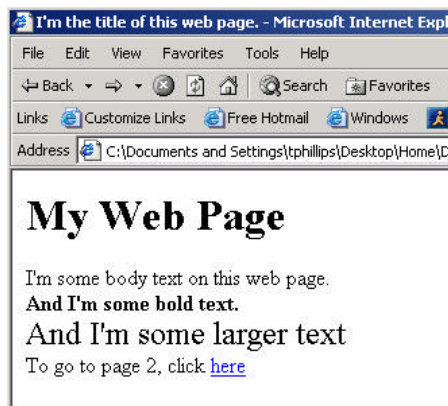 I'm the title of this web page. - Microsoft Internet Expl
File Edit View Favorites Tools Help
Back Search Favorites
Links Customize Links Free Hotmail Windows
Address C:\Documents and Settings\tphillips\Desktop\Home\D
My Web Page
I'm some body text on this web page.
And I'm some bold text.
And I'm some larger text
To go to page 2, click here